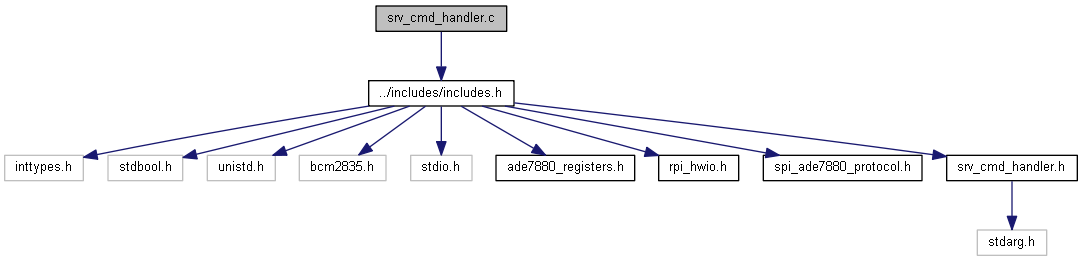 srv_cmd_handler.c
../includes/includes.h
inttypes.h
stdbool.h
unistd.h
bcm2835.h
stdio.h
ade7880_registers.h
rpi_hwio.h
spi_ade7880_protocol.h
srv_cmd_handler.h
stdarg.h